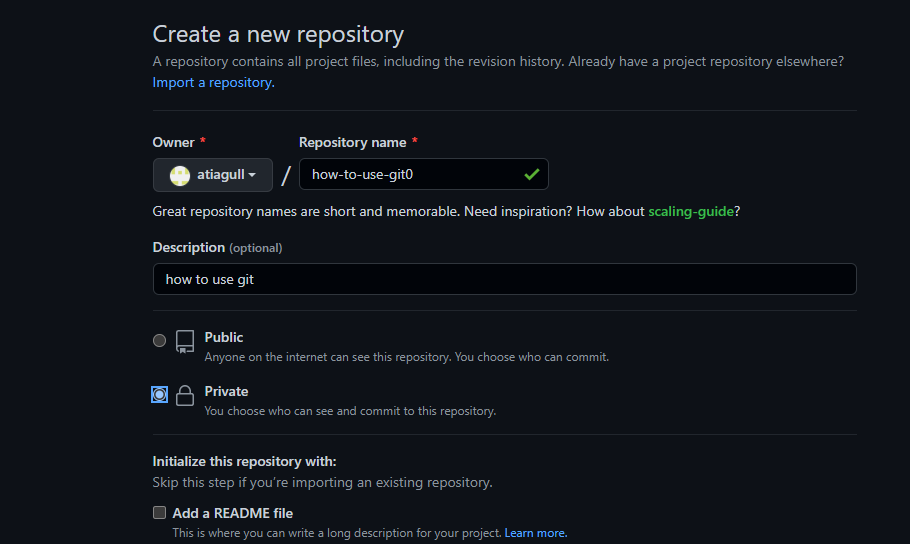 Create a new repository
A repository contains all project files, including the revision history. Already have a project repository elsewhere?
Import a repository.
Owner * Repository name *
atiagull / how-to-use-git0
Great repository names are short and memorable. Need inspiration? How about scaling-guide?
Description (optional)
how to use git
Public
Anyone on the internet can see this repository. You choose who can commit.
Private
You choose who can see and commit to this repository.
Initialize this repository with:
Skip this step if you’re importing an existing repository.
Add a README file
This is where you can write a long description for your project. Learn more.